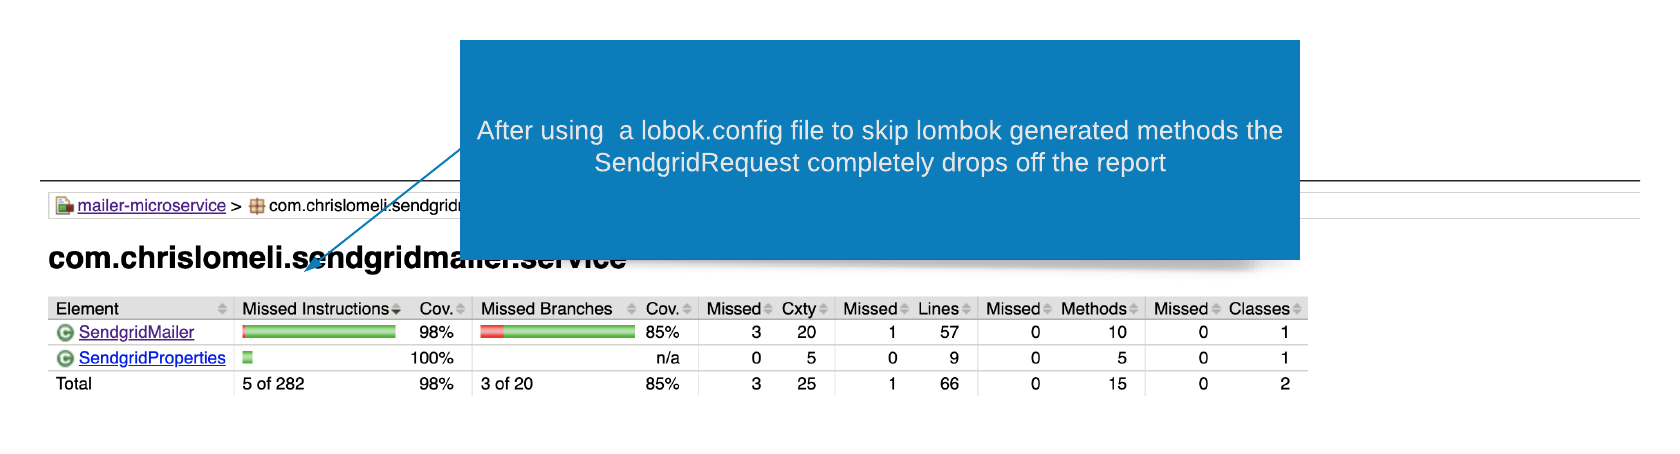 After using  a lobok.config file to skip lombok generated methods the
SendgridRequest completely drops off the report
mailer-microservice > com.chrislomeli.sendgridm
com.chrislomeli.sendgridmailer.service
Element Missed Instructions Cov. Missed Branches Cov. Missed Cxty Missed Lines Missed Methods Missed Classes
SendgridMailer 98% 85% 3 20 1 57 0 10 0 1
SendgridProperties 100% n/a 0 5 0 9 0 5 0 1
Total 5 of 282 98% 3 of 20 85% 3 25 1 66 0 15 0 2